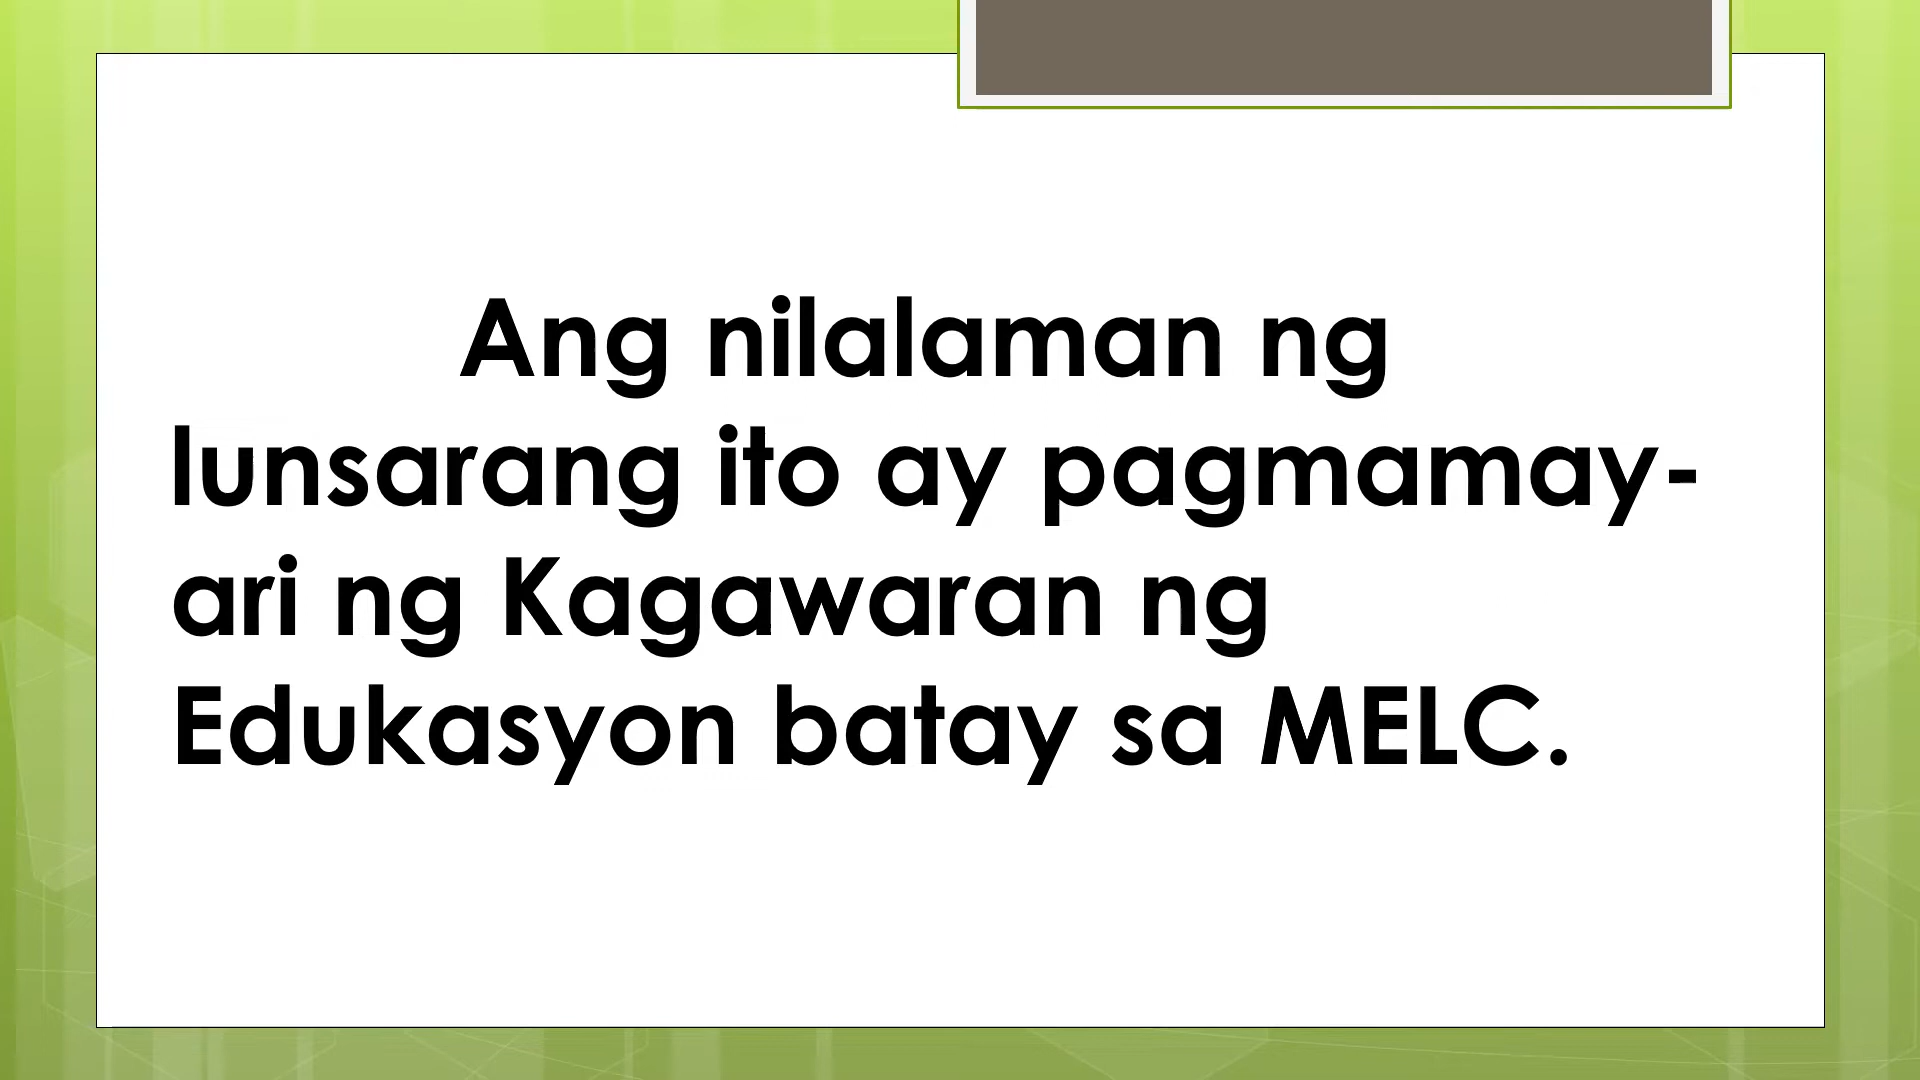 Ang nilalaman ng
lunsarang ito ay pagmamay-
ari ng Kagawaran ng
Edukasyon batay sa MELC.